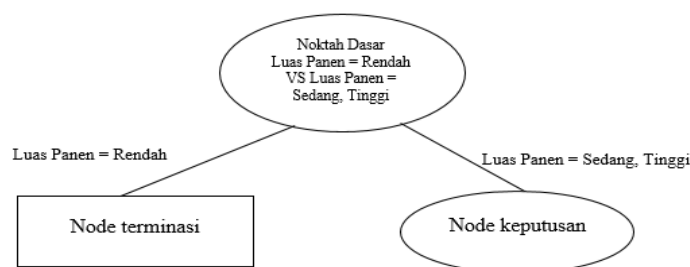 Noktah Dasar
Luas Panen = Rendah
VS Luas Panen =
Sedang, Tinggi
Luas Panen = Rendah
Luas Panen = Sedang, Tinggi
Node terminasi
Node keputusan